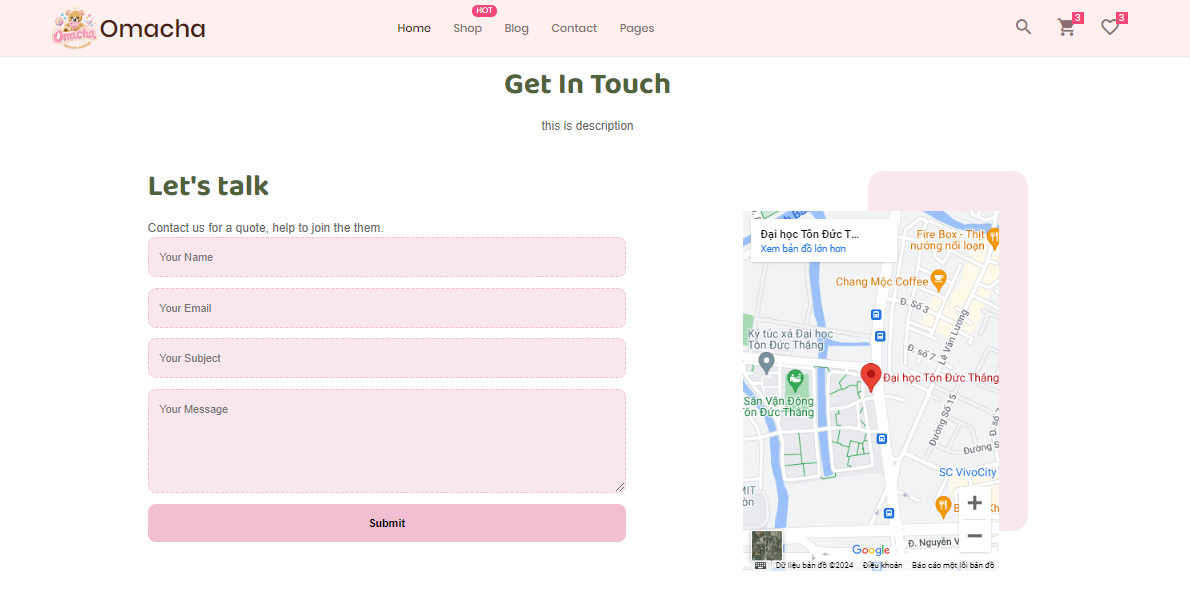 Omacha
Omacha
Home
HOT
Shop
Blog
Contact
Pages
3
3
Get In Touch
this is description
Let's talk
Contact us for a quote, help to join the them.
Your Name
Your Email
Your Subject
Your Message
Submit
Đại học Tôn Đức T...
Xem bản đồ lớn hơn
Fire Box - Thịt
nướng nối loạn
Chang Mộc Coffee
Đ. Số 3
Lê Văn Lương
Ký túc xá Đại học
Tôn Đức Thắng
Đ. số 7
Đại học Tôn Đức Thắng
Sân Vận Động
Tôn Đức Thắng
Đường Số 15
Đường S
SC VivoCity
Đ. Nguyễn V
Google
Dữ liệu bản đồ ©2024
Điều khoản
Báo cáo một lỗi bản đồ